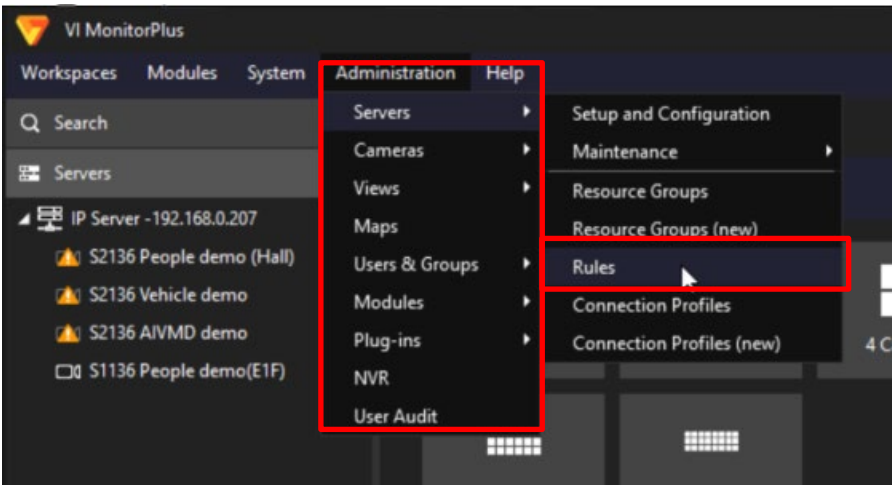 VI MonitorPlus
Workspaces Modules System Administration Help
Search
Servers
IP Server -192.168.0.207
S2136 People demo (Hall)
S2136 Vehicle demo
S2136 AIVMD demo
S1136 People demo(E1F)
Servers
Cameras
Views
Maps
Users & Groups
Modules
Plug-ins
NVR
User Audit
Setup and Configuration
Maintenance
Resource Groups
Resource Groups (new)
Rules
Connection Profiles
Connection Profiles (new)
4 C